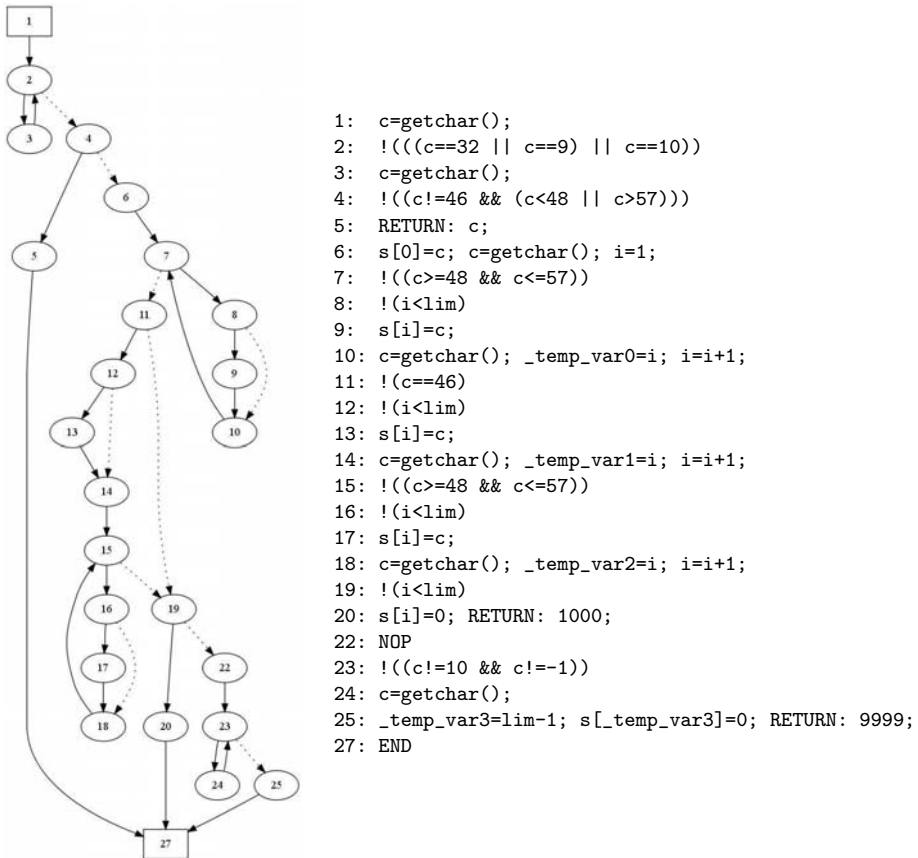 1
2
3
4
6
5
7
11
8
12
9
13
10
14
15
16
19
17
22
18
20
23
24
25
27
1: c=getchar();
2: !(((c==32 || c==9) || c==10))
3: c=getchar();
4: !((c!=46 && (c<48 || c>57)))
5: RETURN: c;
6: s[0]=c; c=getchar(); i=1;
7: !((c>=48 && c<=57))
8: !(i<lim)
9: s[i]=c;
10: c=getchar(); _temp_var0=i; i=i+1;
11: !(c==46)
12: !(i<lim)
13: s[i]=c;
14: c=getchar(); _temp_var1=i; i=i+1;
15: !((c>=48 && c<=57))
16: !(i<lim)
17: s[i]=c;
18: c=getchar(); _temp_var2=i; i=i+1;
19: !(i<lim)
20: s[i]=0; RETURN: 1000;
22: NOP
23: !((c!=10 && c!=-1))
24: c=getchar();
25: _temp_var3=lim-1; s[_temp_var3]=0; RETURN: 9999;
27: END